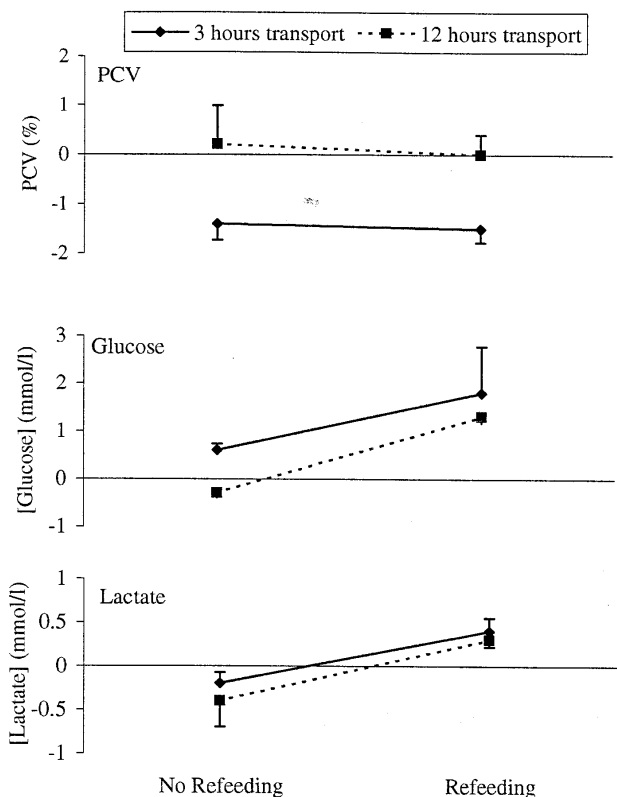 3 hours transport 12 hours transport
PCV
PCV (%)
2
1
0
-1
-2
Glucose
[Glucose] (mmol/l)
3
2
1
0
-1
Lactate
[Lactate] (mmol/l)
1
0.5
0
-0.5
-1
No Refeeding Refeeding